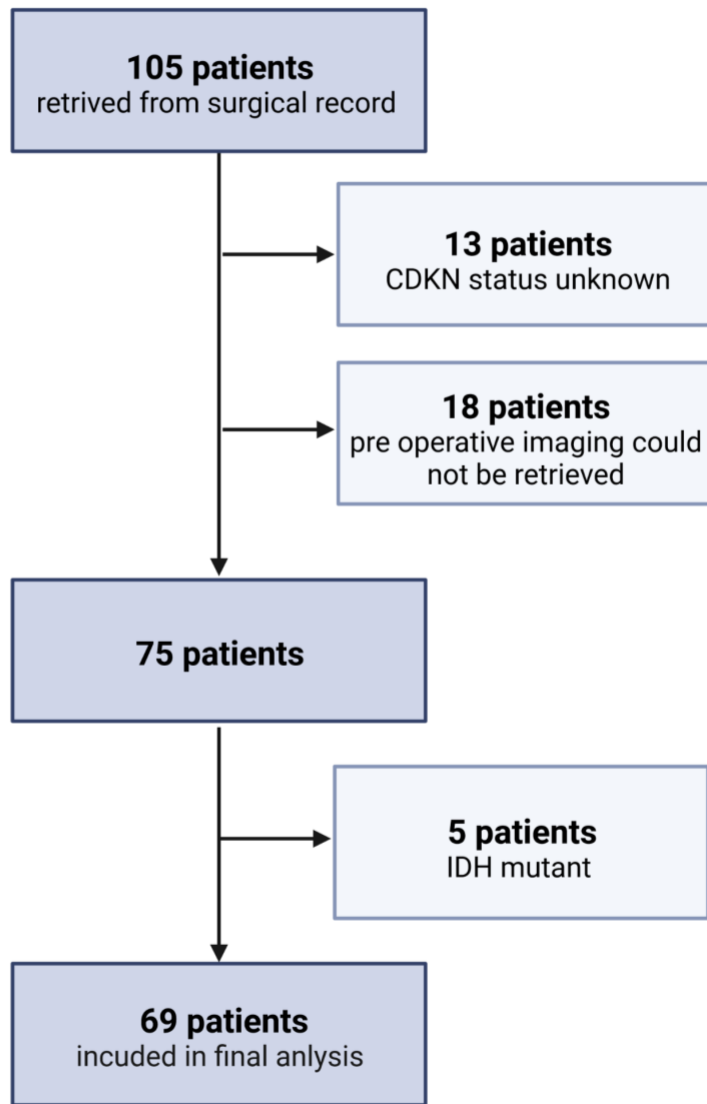 105 patients
retrived from surgical record
13 patients
CDKN status unknown
18 patients
pre operative imaging could
not be retrieved
75 patients
5 patients
IDH mutant
69 patients
incuded in final anlysis